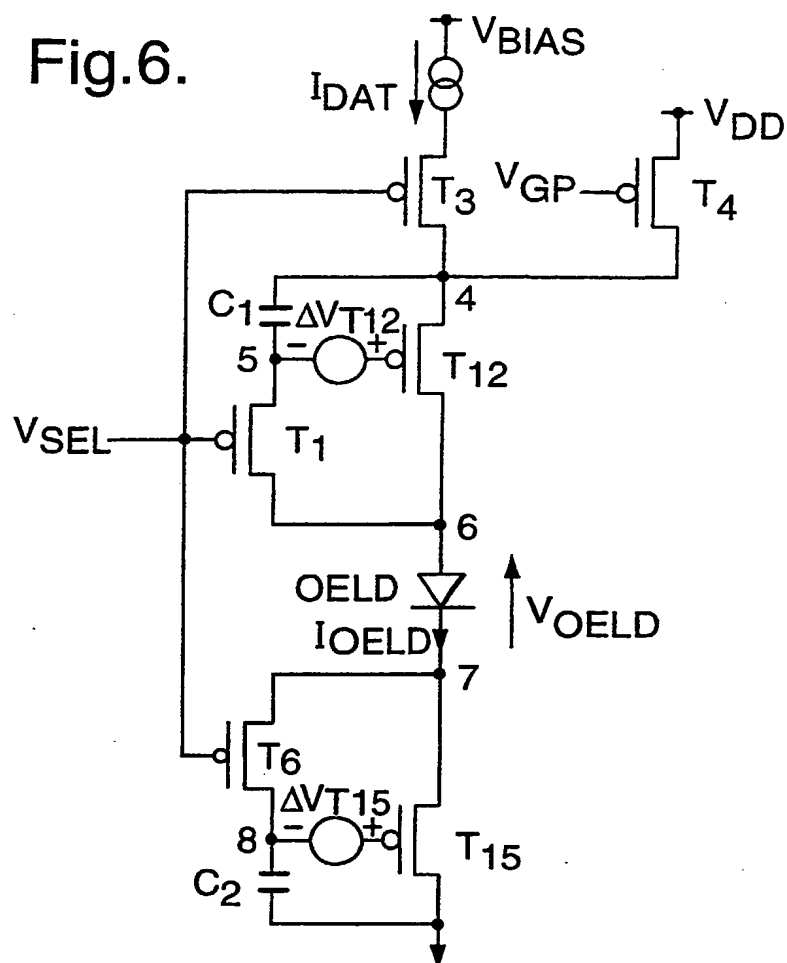 Fig.6.
VBIAS
IDAT
VDD
VGP
T3
T4
4
C1
ΔVT12
5
- +
T12
VSEL
T1
6
OELD
VOELD
IOELD
7
T6
ΔVT15
8
- +
T15
C2